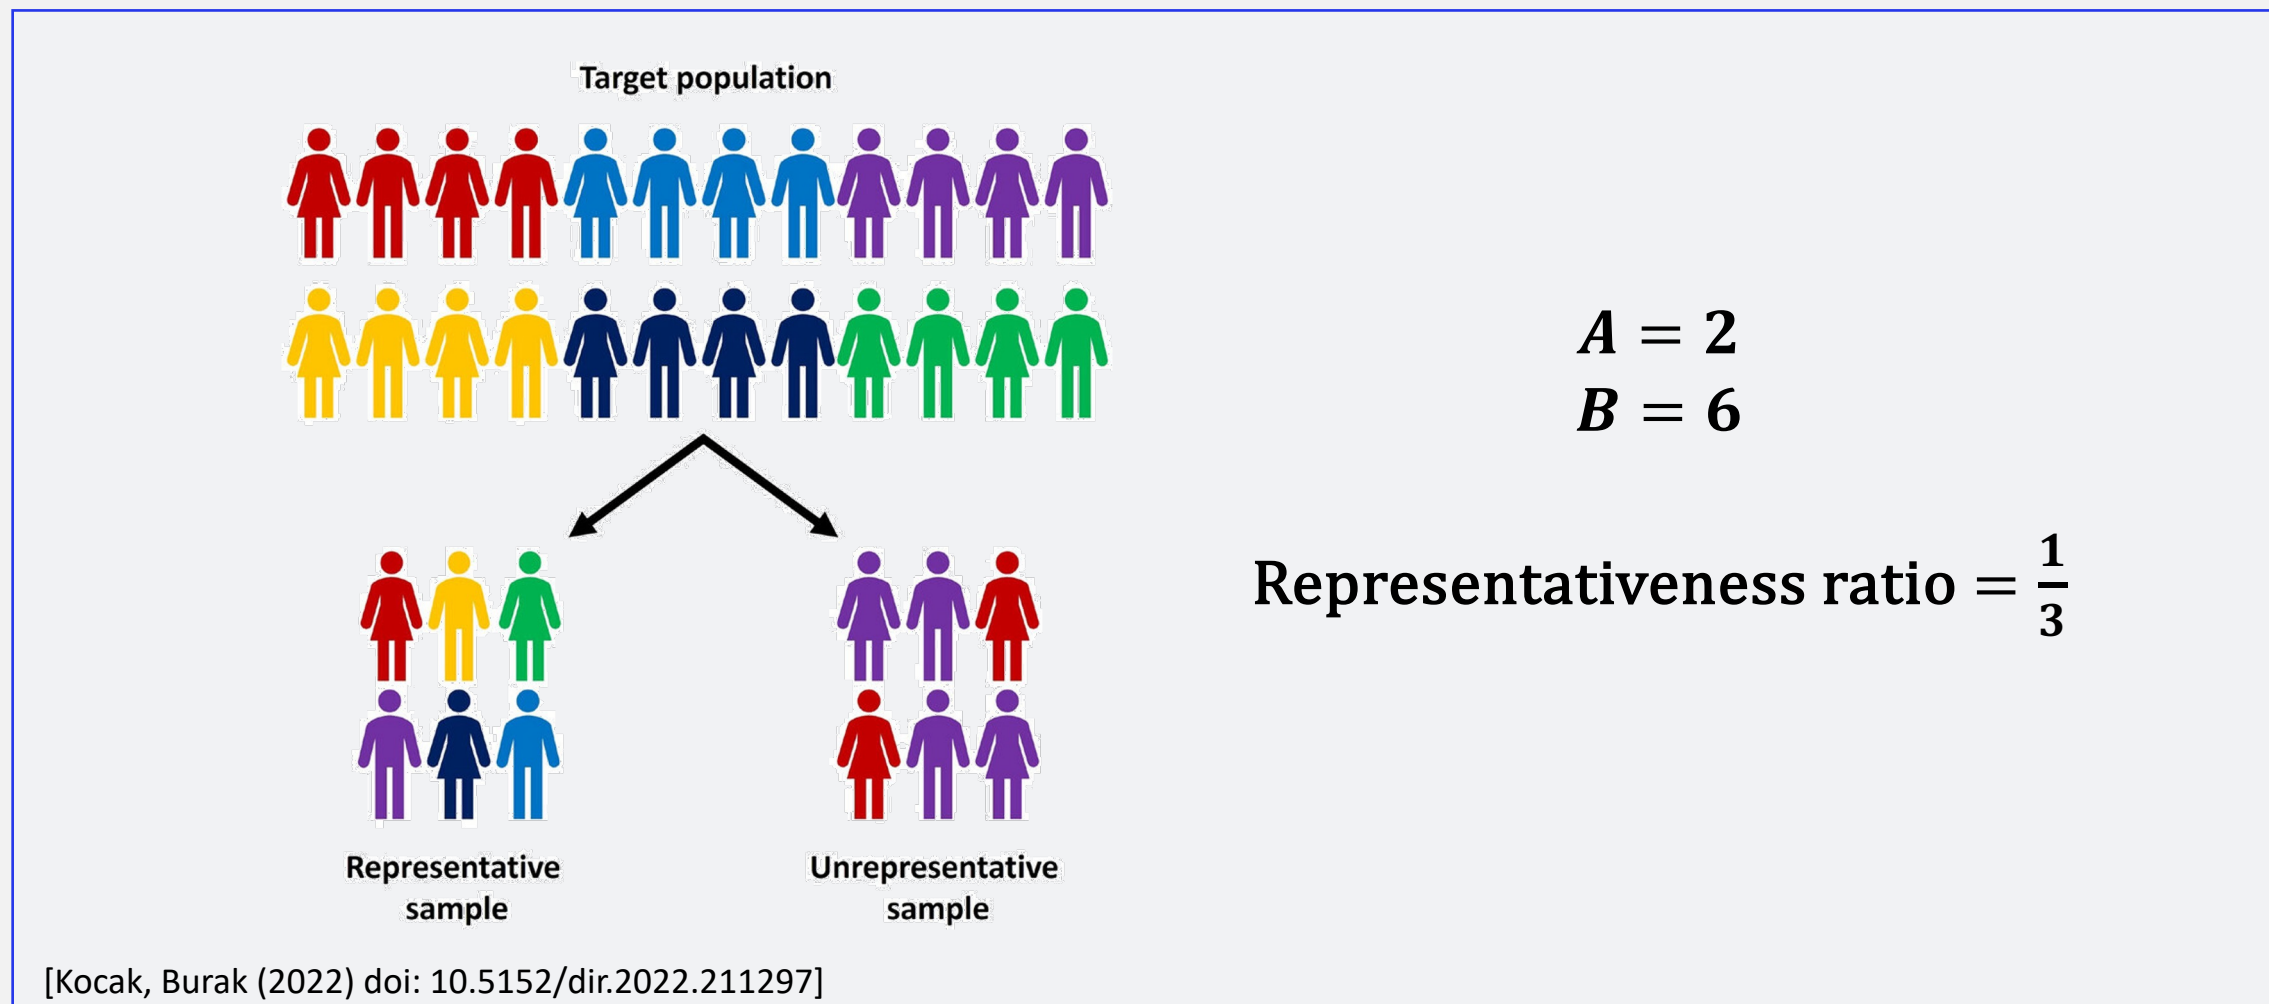 Target population
Representative
sample
Unrepresentative
sample
A = 2
B = 6
Representativeness ratio = 1/3
[Kocak, Burak (2022) doi: 10.5152/dir.2022.211297]